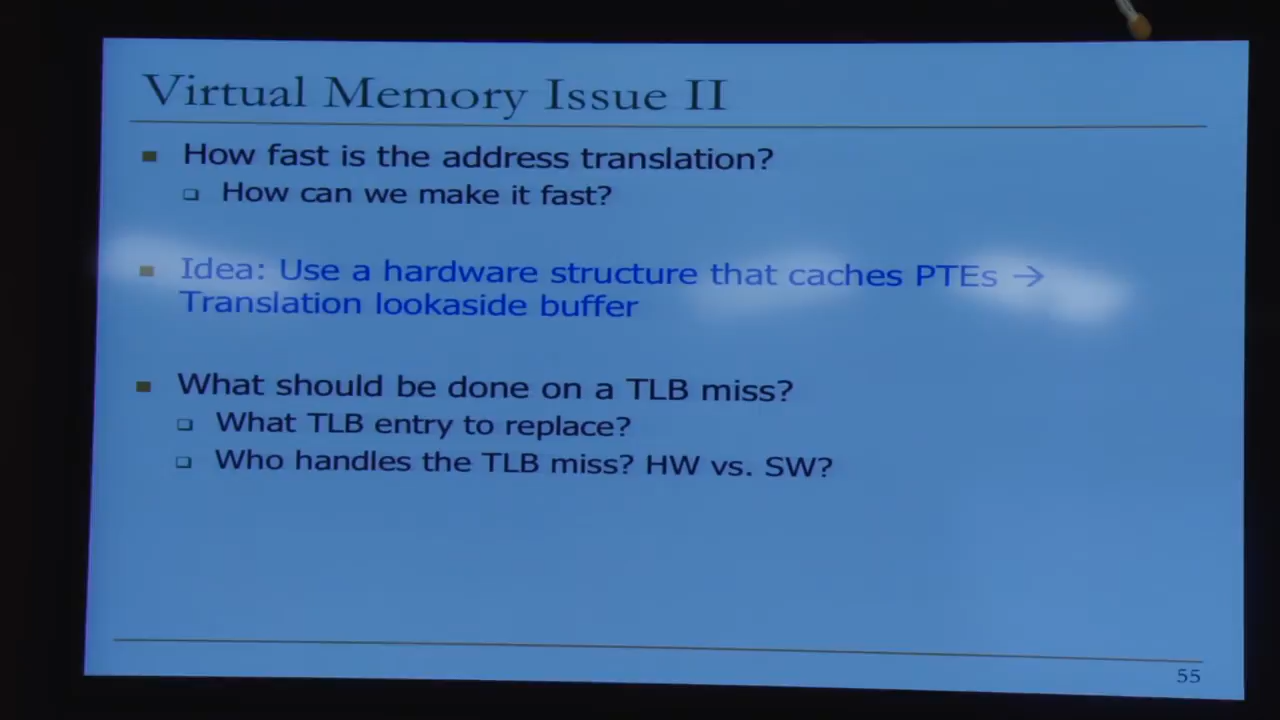 Virtual Memory Issue II
How fast is the address translation?
How can we make it fast?
Idea: Use a hardware structure that caches PTEs →
Translation lookaside buffer
What should be done on a TLB miss?
What TLB entry to replace?
Who handles the TLB miss? HW vs. SW?
55